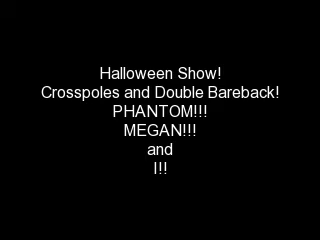 Halloween Show!
Crosspoles and Double Bareback!
PHANTOM!!!
MEGAN!!!
and
I!!